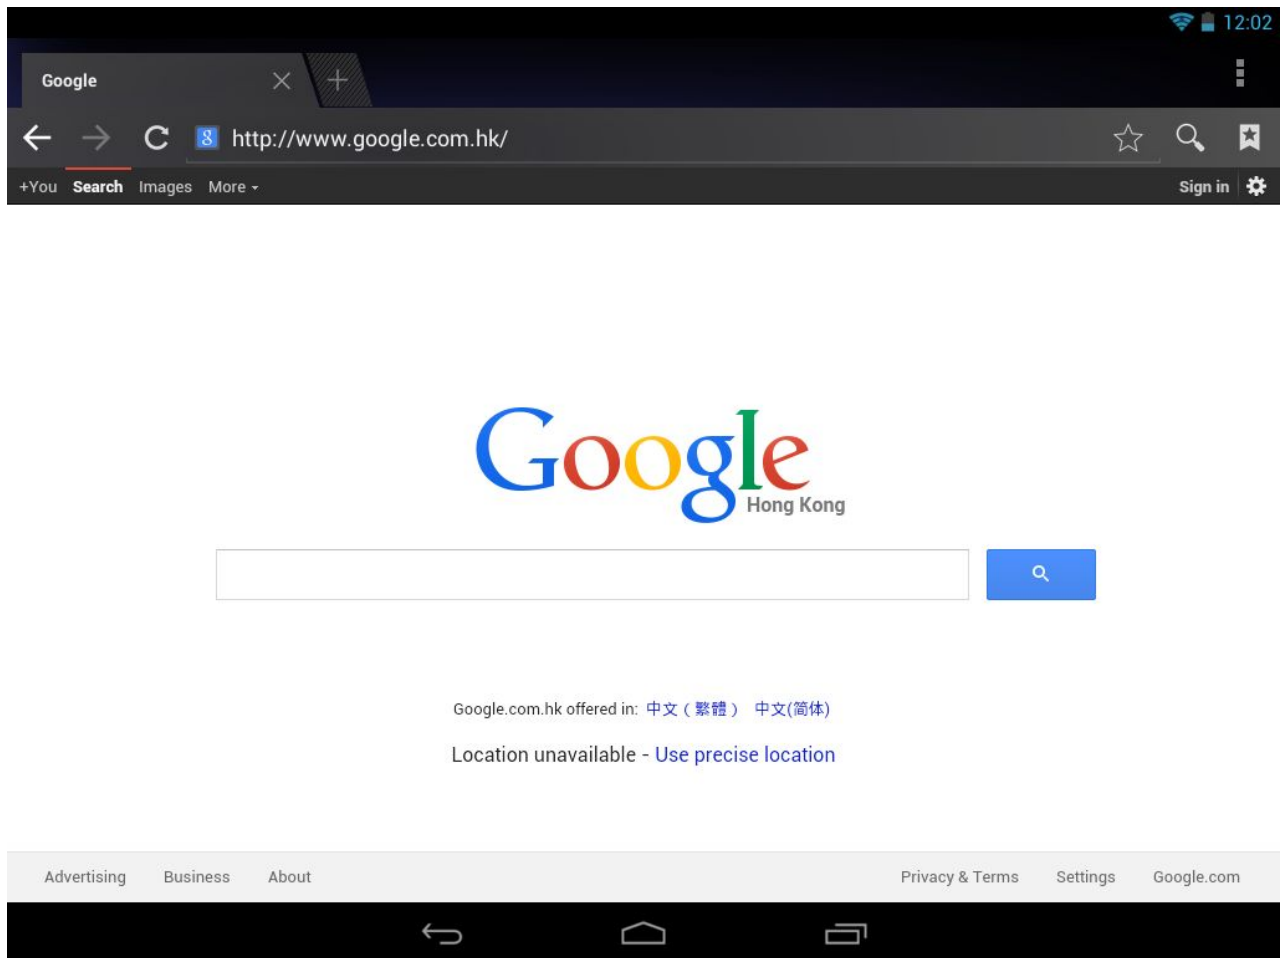 12:02
Google
http://www.google.com.hk/
+You Search Images More Sign in
Google
Hong Kong
Google.com.hk offered in: 中文（繁體） 中文(简体)
Location unavailable - Use precise location
Advertising Business About Privacy & Terms Settings Google.com